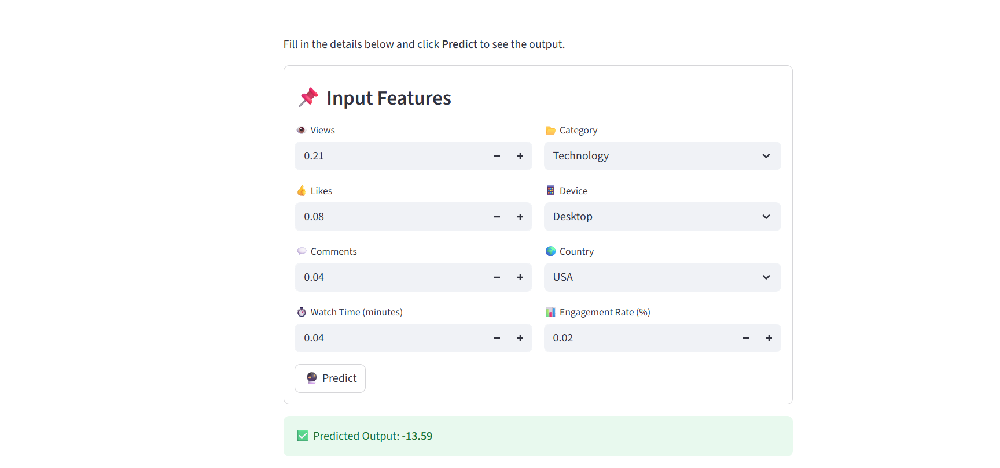 Fill in the details below and click Predict to see the output.
Input Features
Views
0.21
Category
Technology
Likes
0.08
Device
Desktop
Comments
0.04
Country
USA
Watch Time (minutes)
0.04
Engagement Rate (%)
0.02
Predict
Predicted Output: -13.59